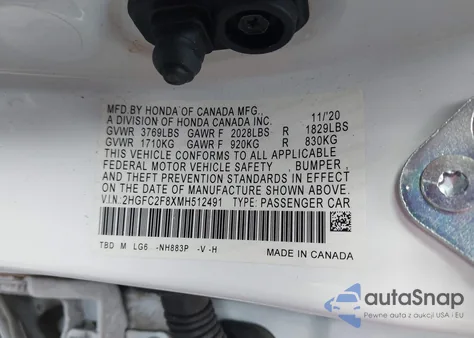 MFD.BY HONDA OF CANADA MFG.,
A DIVISION OF HONDA CANADA INC. 11/'20
GVWR 3769LBS GAWR F 2028LBS R 1829LBS
GVWR 1710KG GAWR F 920KG R 830KG
THIS VEHICLE CONFORMS TO ALL APPLICABLE
FEDERAL MOTOR VEHICLE SAFETY , BUMPER ,
AND THEFT PREVENTION STANDARDS IN EFFECT
ON THE DATE OF MANUFACTURE SHOWN ABOVE.
V.I.N. 2HGFC2F8XMH512491 TYPE: PASSENGER CAR
TBD M LG6 -NH883P -V -H MADE IN CANADA
autoSnap
Pewne auta z aukcji USA i EU